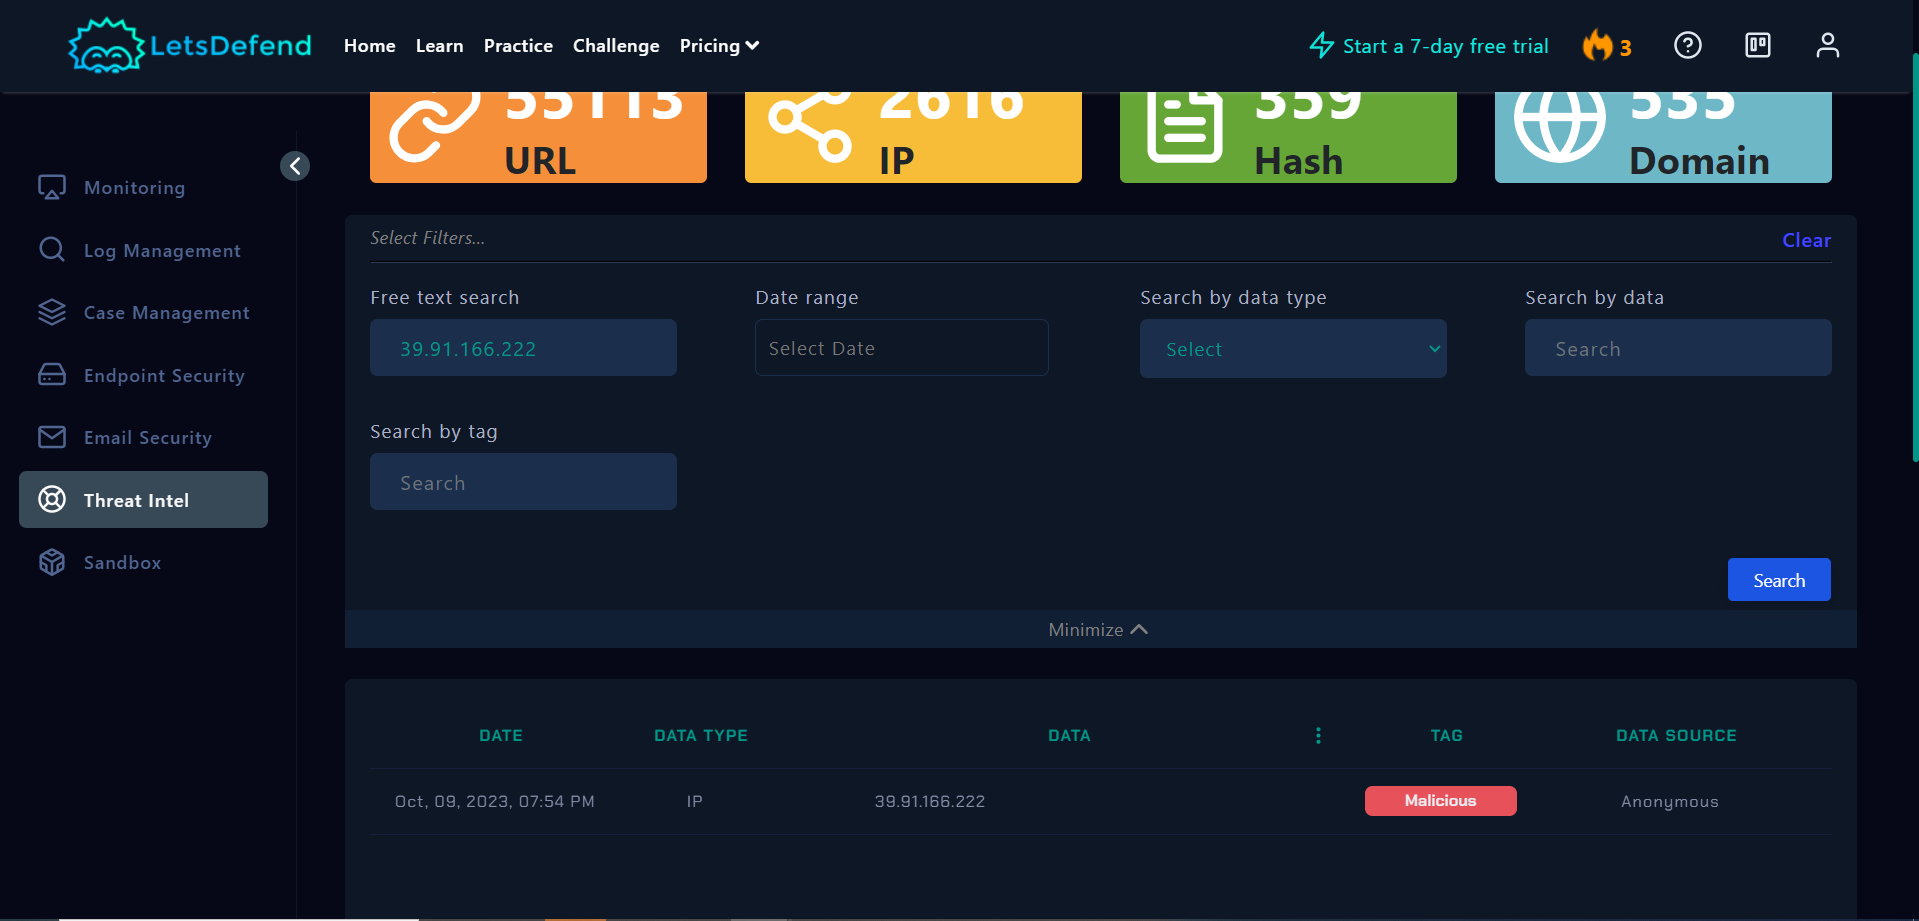 LetsDefend Home Learn Practice Challenge Pricing Start a 7-day free trial 3
55113 2616 359 535
URL IP Hash Domain
Monitoring
Log Management
Case Management
Endpoint Security
Email Security
Threat Intel
Sandbox
Select Filters... Clear
Free text search Date range Search by data type Search by data
39.91.166.222 Select Date Select Search
Search by tag
Search
Search
Minimize
DATE DATA TYPE DATA TAG DATA SOURCE
Oct, 09, 2023, 07:54 PM IP 39.91.166.222 Malicious Anonymous